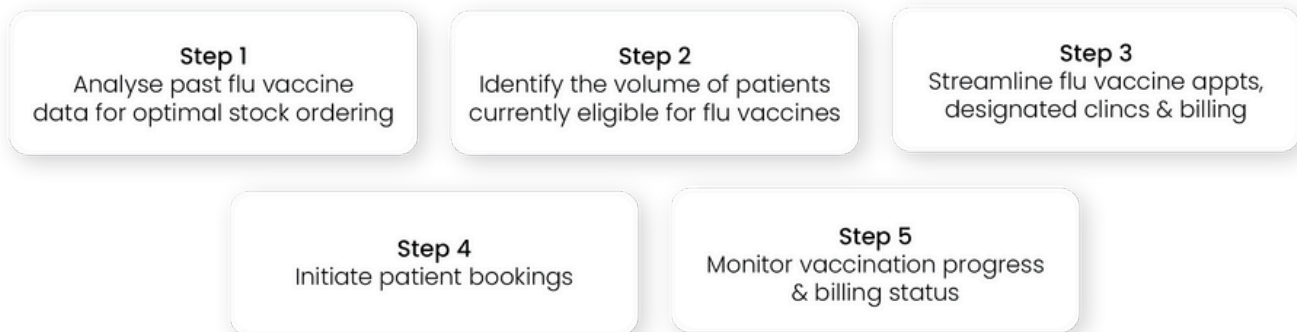 Step 1
Analyse past flu vaccine
data for optimal stock ordering
Step 2
Identify the volume of patients
currently eligible for flu vaccines
Step 3
Streamline flu vaccine appts,
designated clincs & billing
Step 4
Initiate patient bookings
Step 5
Monitor vaccination progress
& billing status